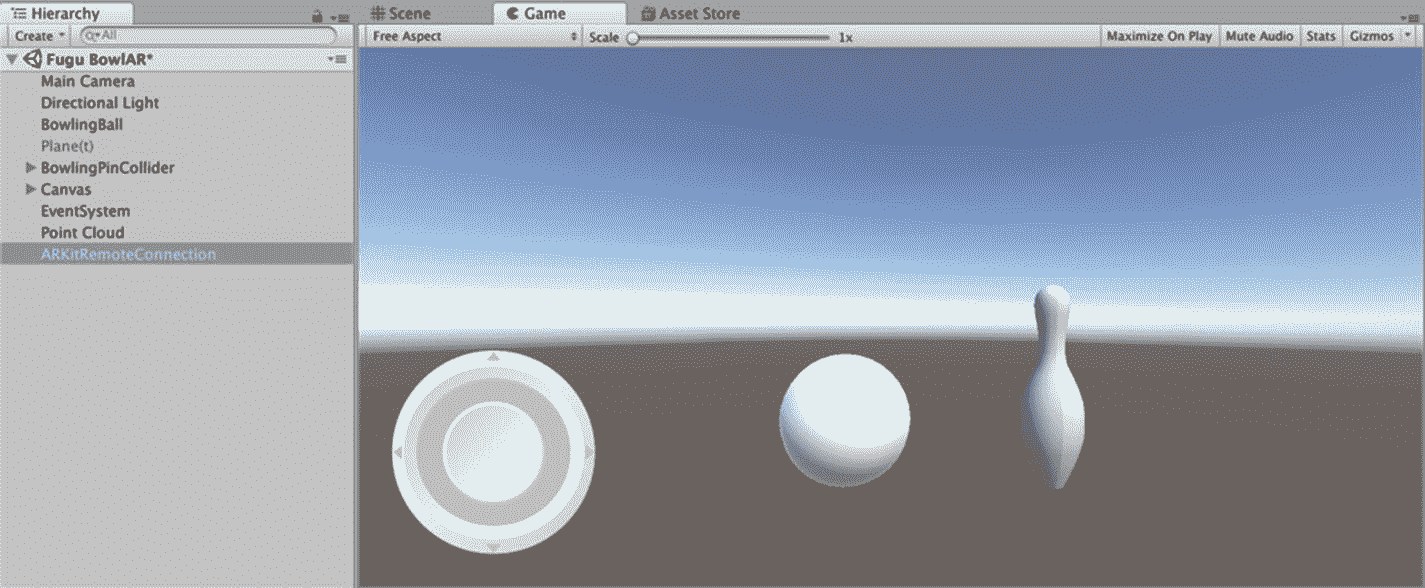 Hierarchy
Create
All
Fugu BowlAR*
Main Camera
Directional Light
BowlingBall
Plane(t)
BowlingPinCollider
Canvas
EventSystem
Point Cloud
ARKitRemoteConnection
Scene Game Asset Store
Free Aspect Scale 1x Maximize On Play Mute Audio Stats Gizmos